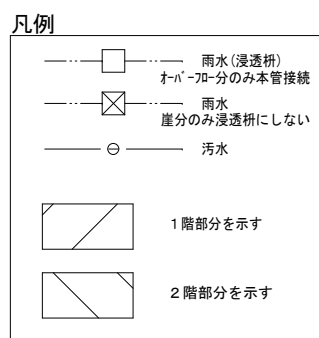 凡例
雨水(浸透枡)
ｵｰﾊﾞｰﾌﾛｰ分のみ本管接続
雨水
崖分のみ浸透枡にしない
汚水
1階部分を示す
2階部分を示す